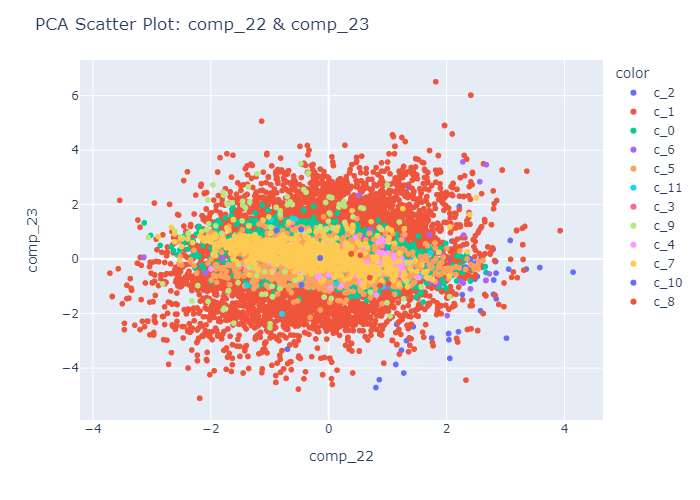 PCA Scatter Plot: comp_22 & comp_23
color
c_2
c_1
c_0
c_6
c_5
c_11
c_3
c_9
c_4
c_7
c_10
c_8
comp_23
6
4
2
0
−2
−4
−4
−2
0
2
4
comp_22